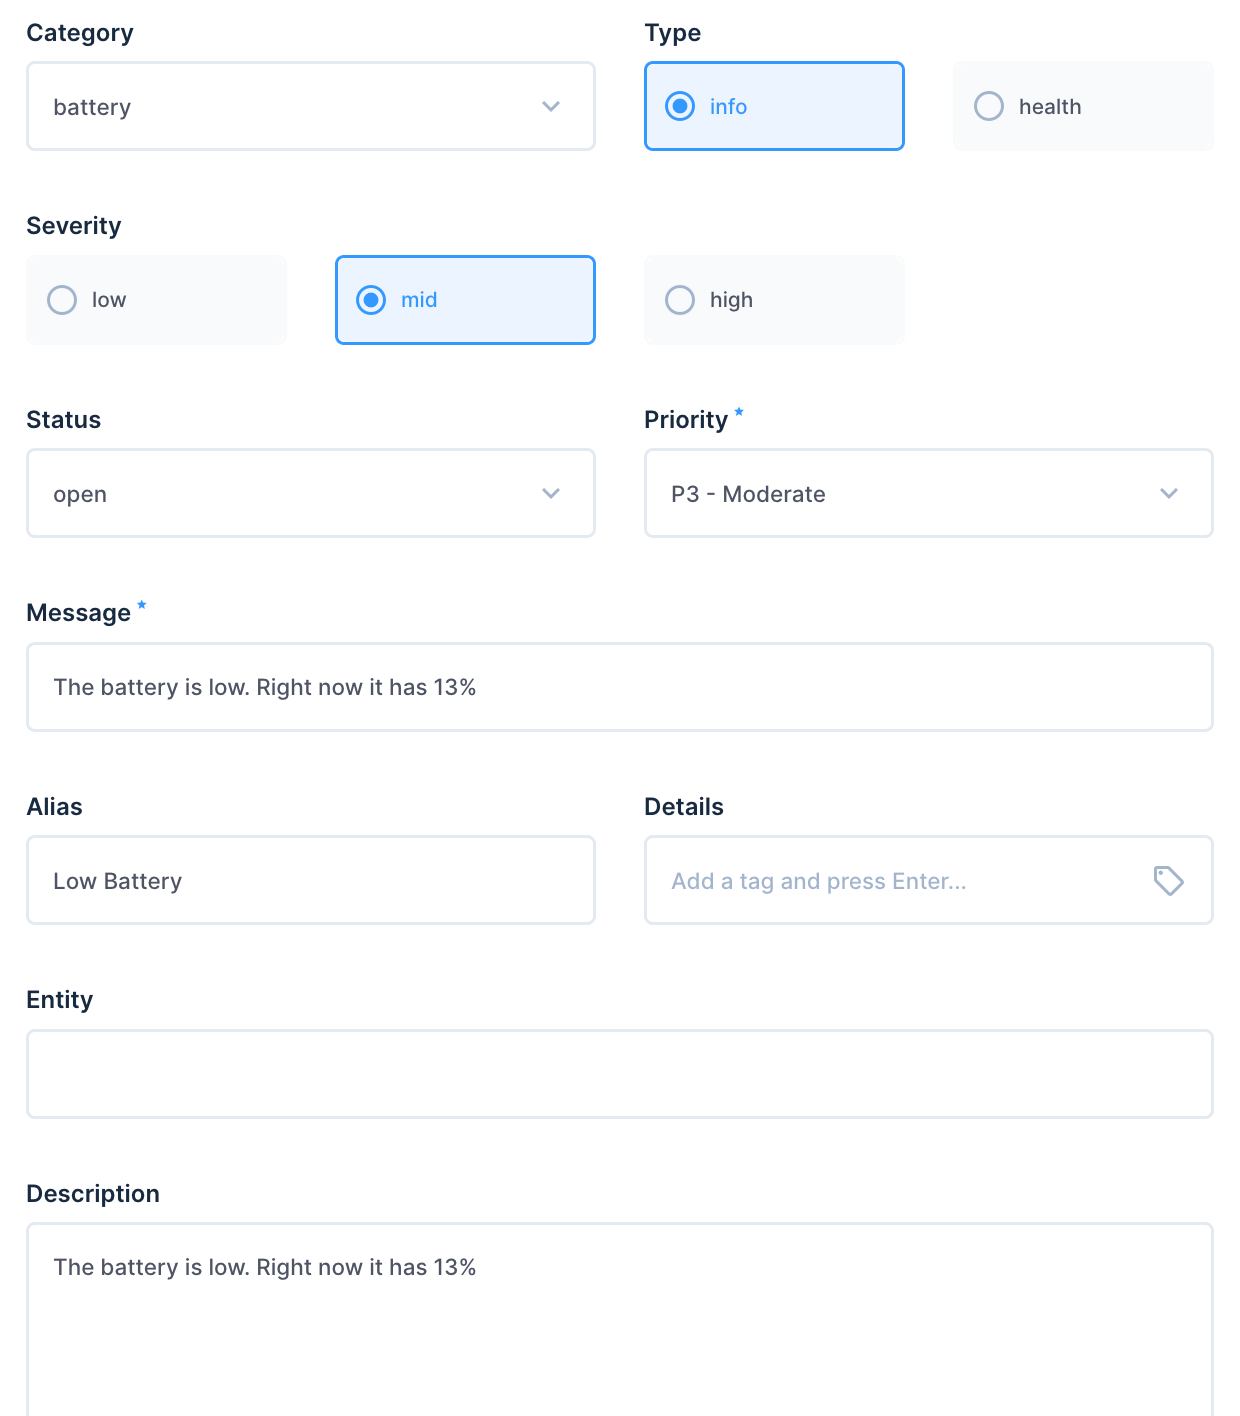 Category
Type
battery
info
health
Severity
low
mid
high
Status
Priority *
open
P3 - Moderate
Message *
The battery is low. Right now it has 13%
Alias
Details
Low Battery
Add a tag and press Enter...
Entity
Description
The battery is low. Right now it has 13%